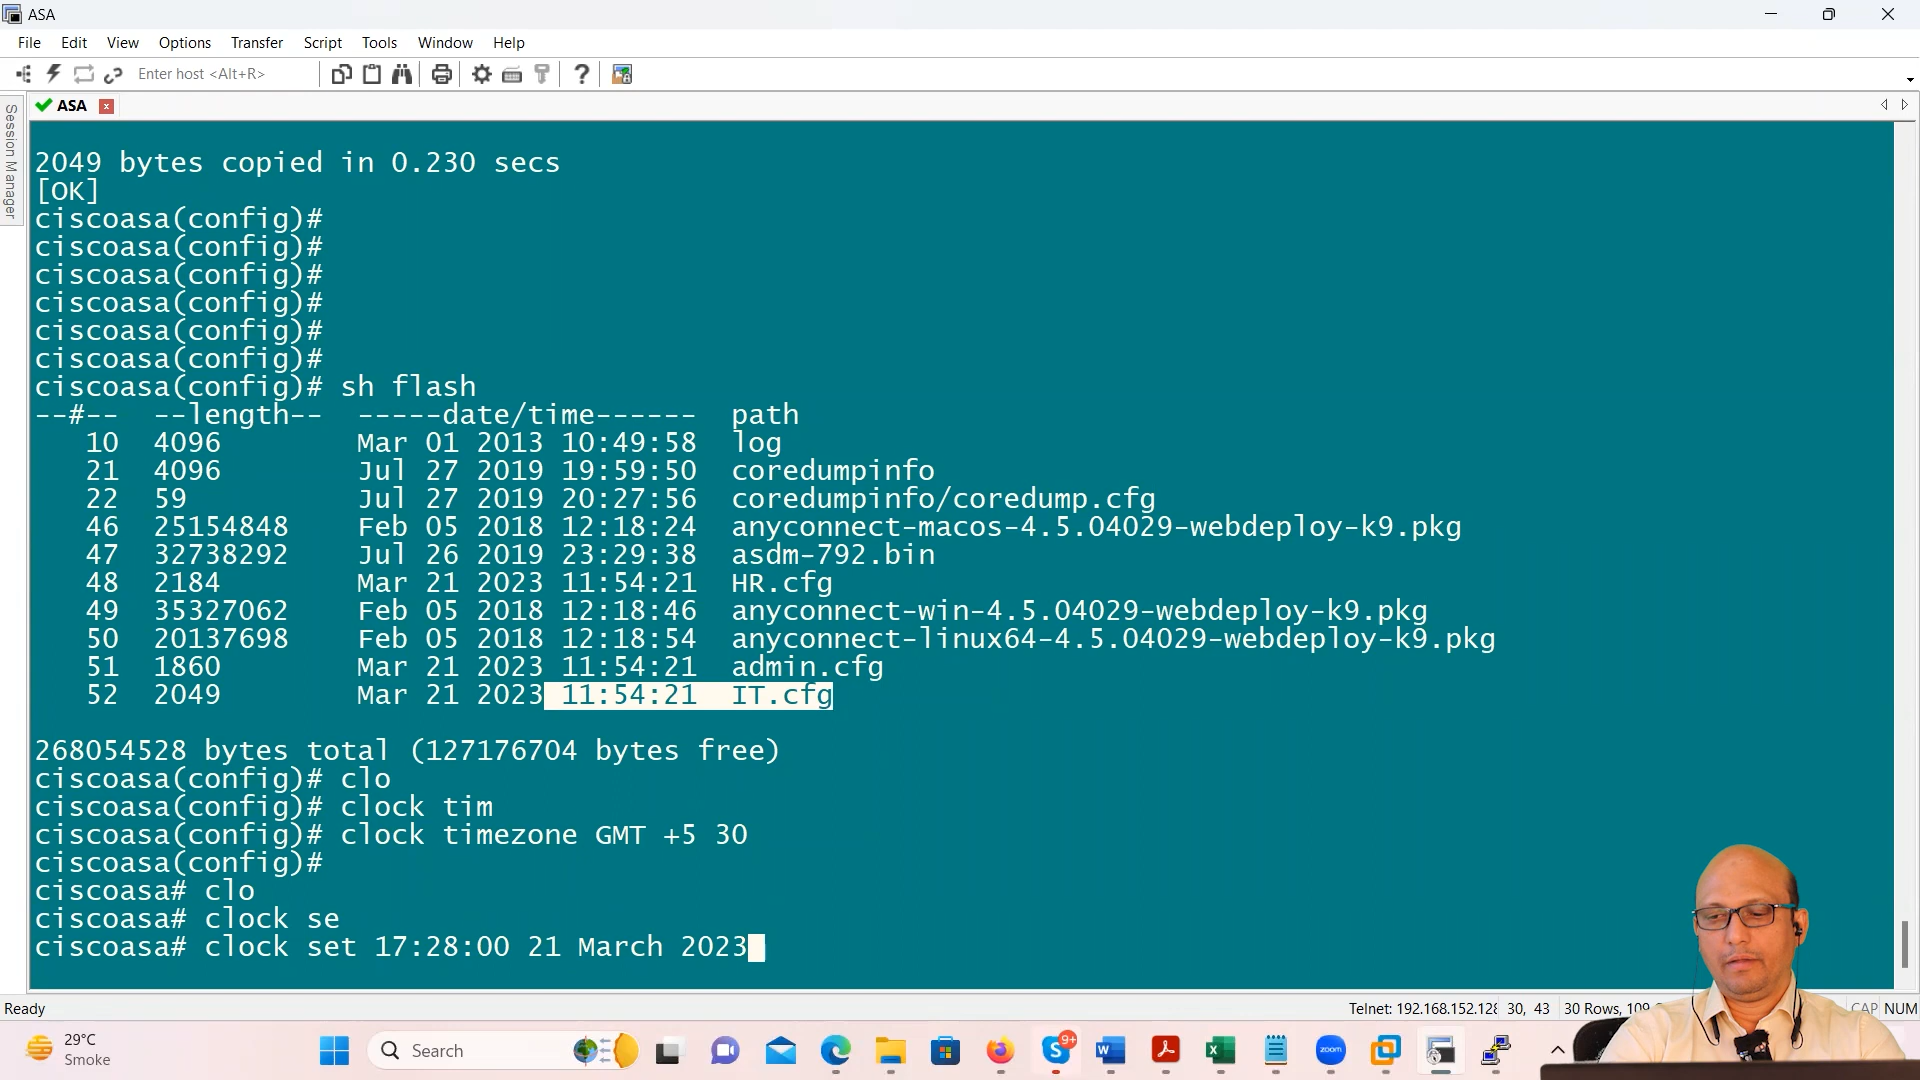 ASA
File Edit View Options Transfer Script Tools Window Help
Enter host <Alt+R>
ASA
Session Manager
2049 bytes copied in 0.230 secs
[OK]
ciscoasa(config)#
ciscoasa(config)#
ciscoasa(config)#
ciscoasa(config)#
ciscoasa(config)#
ciscoasa(config)#
ciscoasa(config)# sh flash
--#-- --length-- -----date/time------ path
10 4096 Mar 01 2013 10:49:58 log
21 4096 Jul 27 2019 19:59:50 coredumpinfo
22 59 Jul 27 2019 20:27:56 coredumpinfo/coredump.cfg
46 25154848 Feb 05 2018 12:18:24 anyconnect-macos-4.5.04029-webdeploy-k9.pkg
47 32738292 Jul 26 2019 23:29:38 asdm-792.bin
48 2184 Mar 21 2023 11:54:21 HR.cfg
49 35327062 Feb 05 2018 12:18:46 anyconnect-win-4.5.04029-webdeploy-k9.pkg
50 20137698 Feb 05 2018 12:18:54 anyconnect-linux64-4.5.04029-webdeploy-k9.pkg
51 1860 Mar 21 2023 11:54:21 admin.cfg
52 2049 Mar 21 2023 11:54:21 IT.cfg
268054528 bytes total (127176704 bytes free)
ciscoasa(config)# clo
ciscoasa(config)# clock tim
ciscoasa(config)# clock timezone GMT +5 30
ciscoasa(config)#
ciscoasa# clo
ciscoasa# clock se
ciscoasa# clock set 17:28:00 21 March 2023
Ready Telnet: 192.168.152.128 30, 43 30 Rows, 109 CAP NUM
29°C
Smoke
Search
9+
zoom